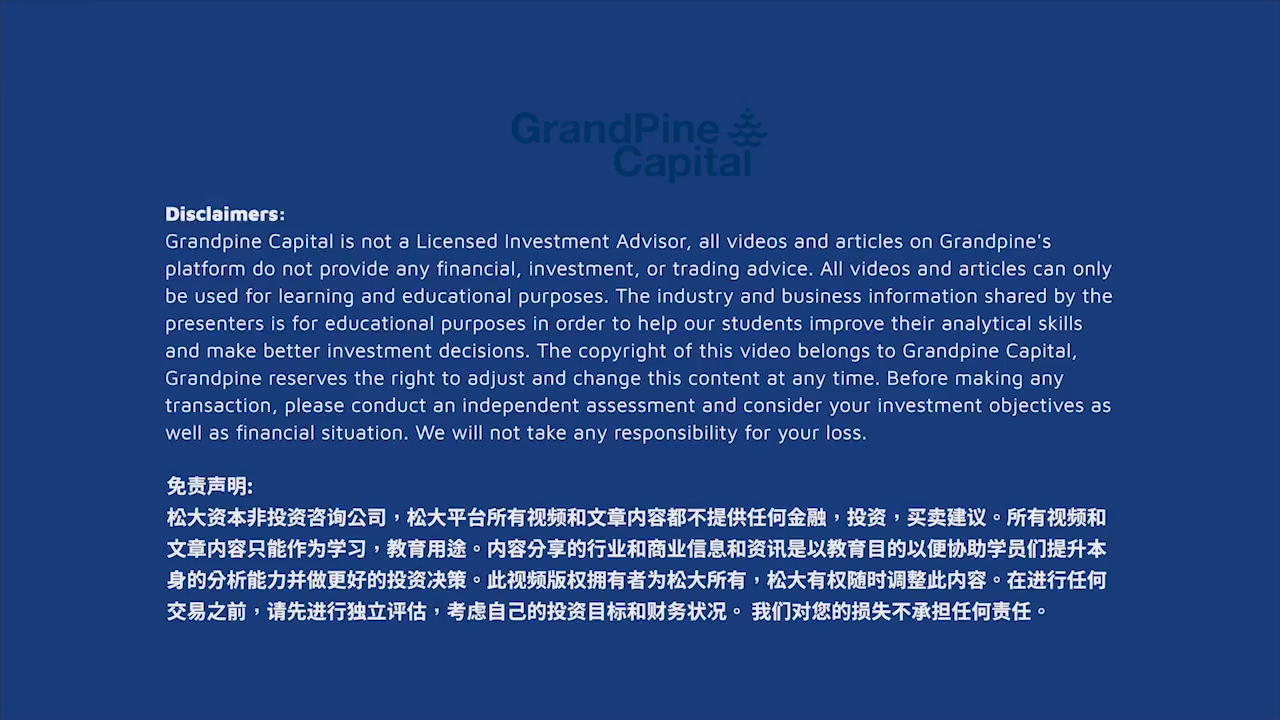 GrandPine
Capital
Disclaimers:
Grandpine Capital is not a Licensed Investment Advisor, all videos and articles on Grandpine's
platform do not provide any financial, investment, or trading advice. All videos and articles can only
be used for learning and educational purposes. The industry and business information shared by the
presenters is for educational purposes in order to help our students improve their analytical skills
and make better investment decisions. The copyright of this video belongs to Grandpine Capital,
Grandpine reserves the right to adjust and change this content at any time. Before making any
transaction, please conduct an independent assessment and consider your investment objectives as
well as financial situation. We will not take any responsibility for your loss.
免责声明:
松大资本非投资咨询公司，松大平台所有视频和文章内容都不提供任何金融，投资，买卖建议。所有视频和
文章内容只能作为学习，教育用途。内容分享的行业和商业信息和资讯是以教育目的以便协助学员们提升本
身的分析能力并做更好的投资决策。此视频版权拥有者为松大所有，松大有权随时调整此内容。在进行任何
交易之前，请先进行独立评估，考虑自己的投资目标和财务状况。 我们对您的损失不承担任何责任。